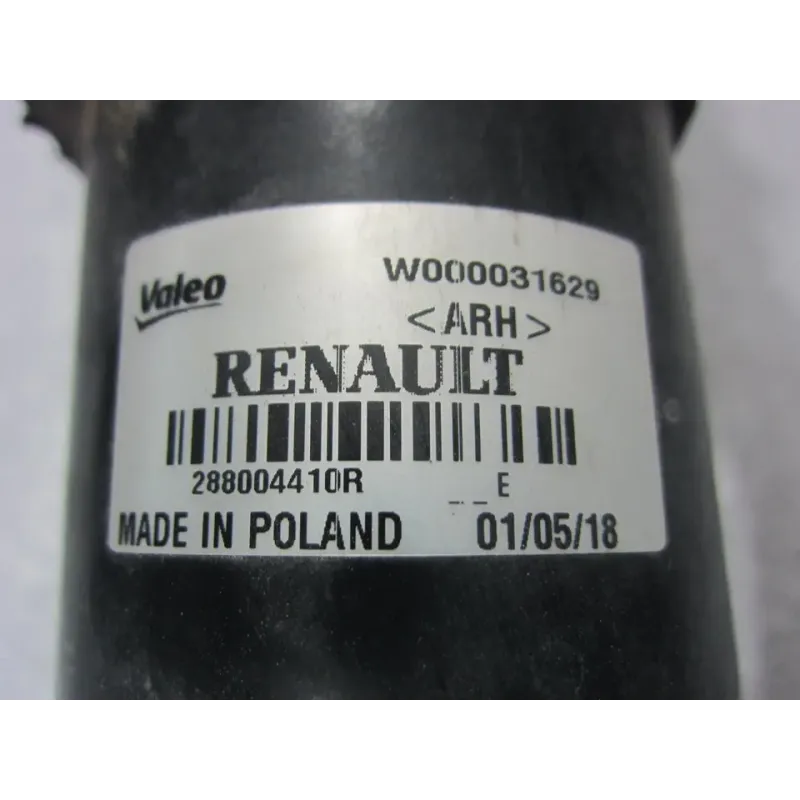 Valeo W000031629
<ARH>
RENAULT
288004410R _ _ E
MADE IN POLAND 01/05/18